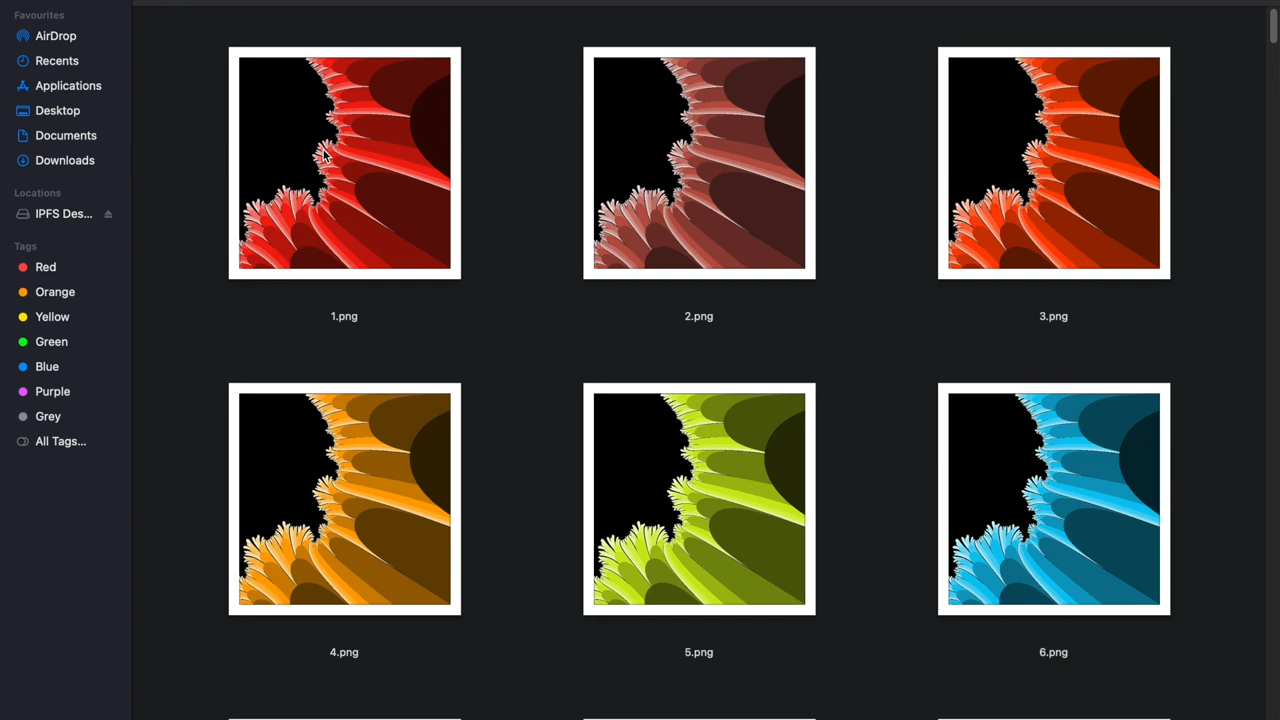 Favourites
AirDrop
Recents
Applications
Desktop
Documents
Downloads
Locations
IPFS Des...
Tags
Red
Orange
Yellow
Green
Blue
Purple
Grey
All Tags...
1.png
2.png
3.png
4.png
5.png
6.png